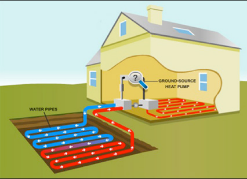 GROUND-SOURCE
HEAT PUMP
WATER PIPES
?